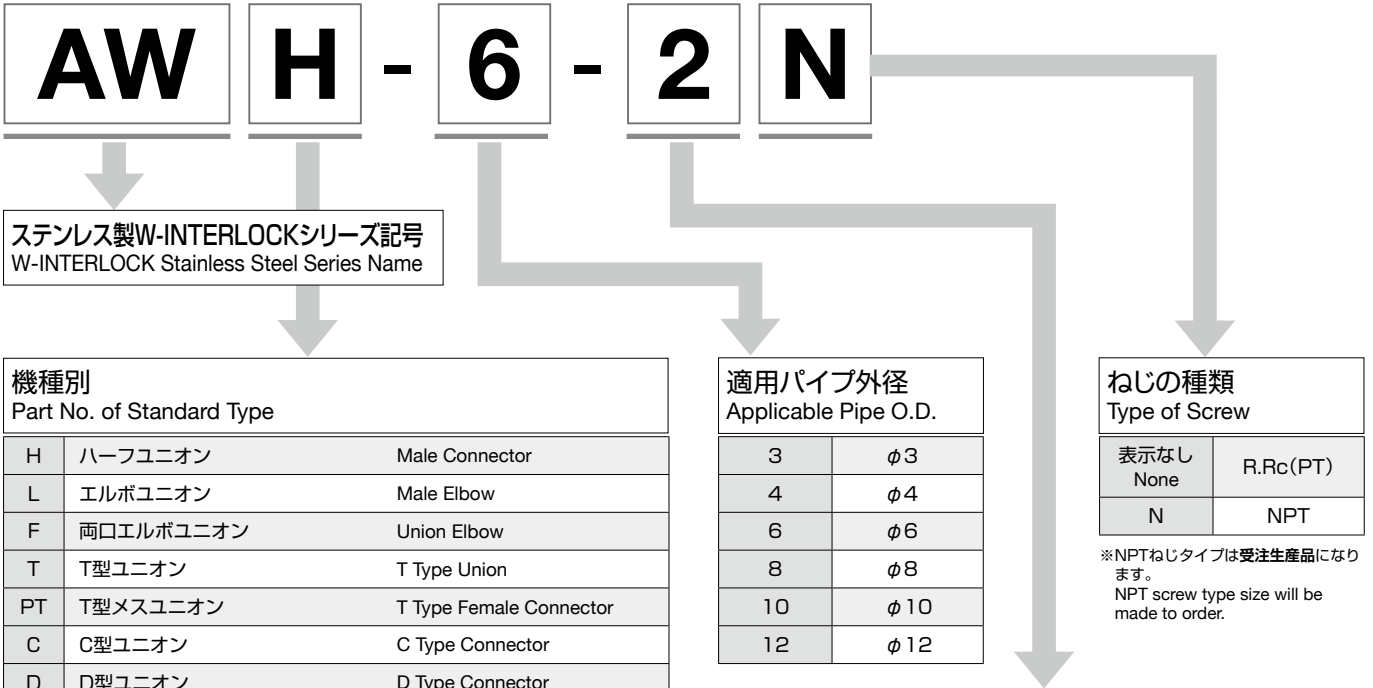 AW H - 6 - 2 N
ステンレス製W-INTERLOCKシリーズ記号
W-INTERLOCK Stainless Steel Series Name
機種別
Part No. of Standard Type
H ハーフユニオン Male Connector
L エルボユニオン Male Elbow
F 両口エルボユニオン Union Elbow
T T型ユニオン T Type Union
PT T型メスユニオン T Type Female Connector
C C型ユニオン C Type Connector
D D型ユニオン D Type Connector
適用パイプ外径
Applicable Pipe O.D.
3 φ3
4 φ4
6 φ6
8 φ8
10 φ10
12 φ12
ねじの種類
Type of Screw
表示なし
None R.Rc(PT)
N NPT
※NPTねじタイプは受注生産品になり
ます。
NPT screw type size will be
made to order.